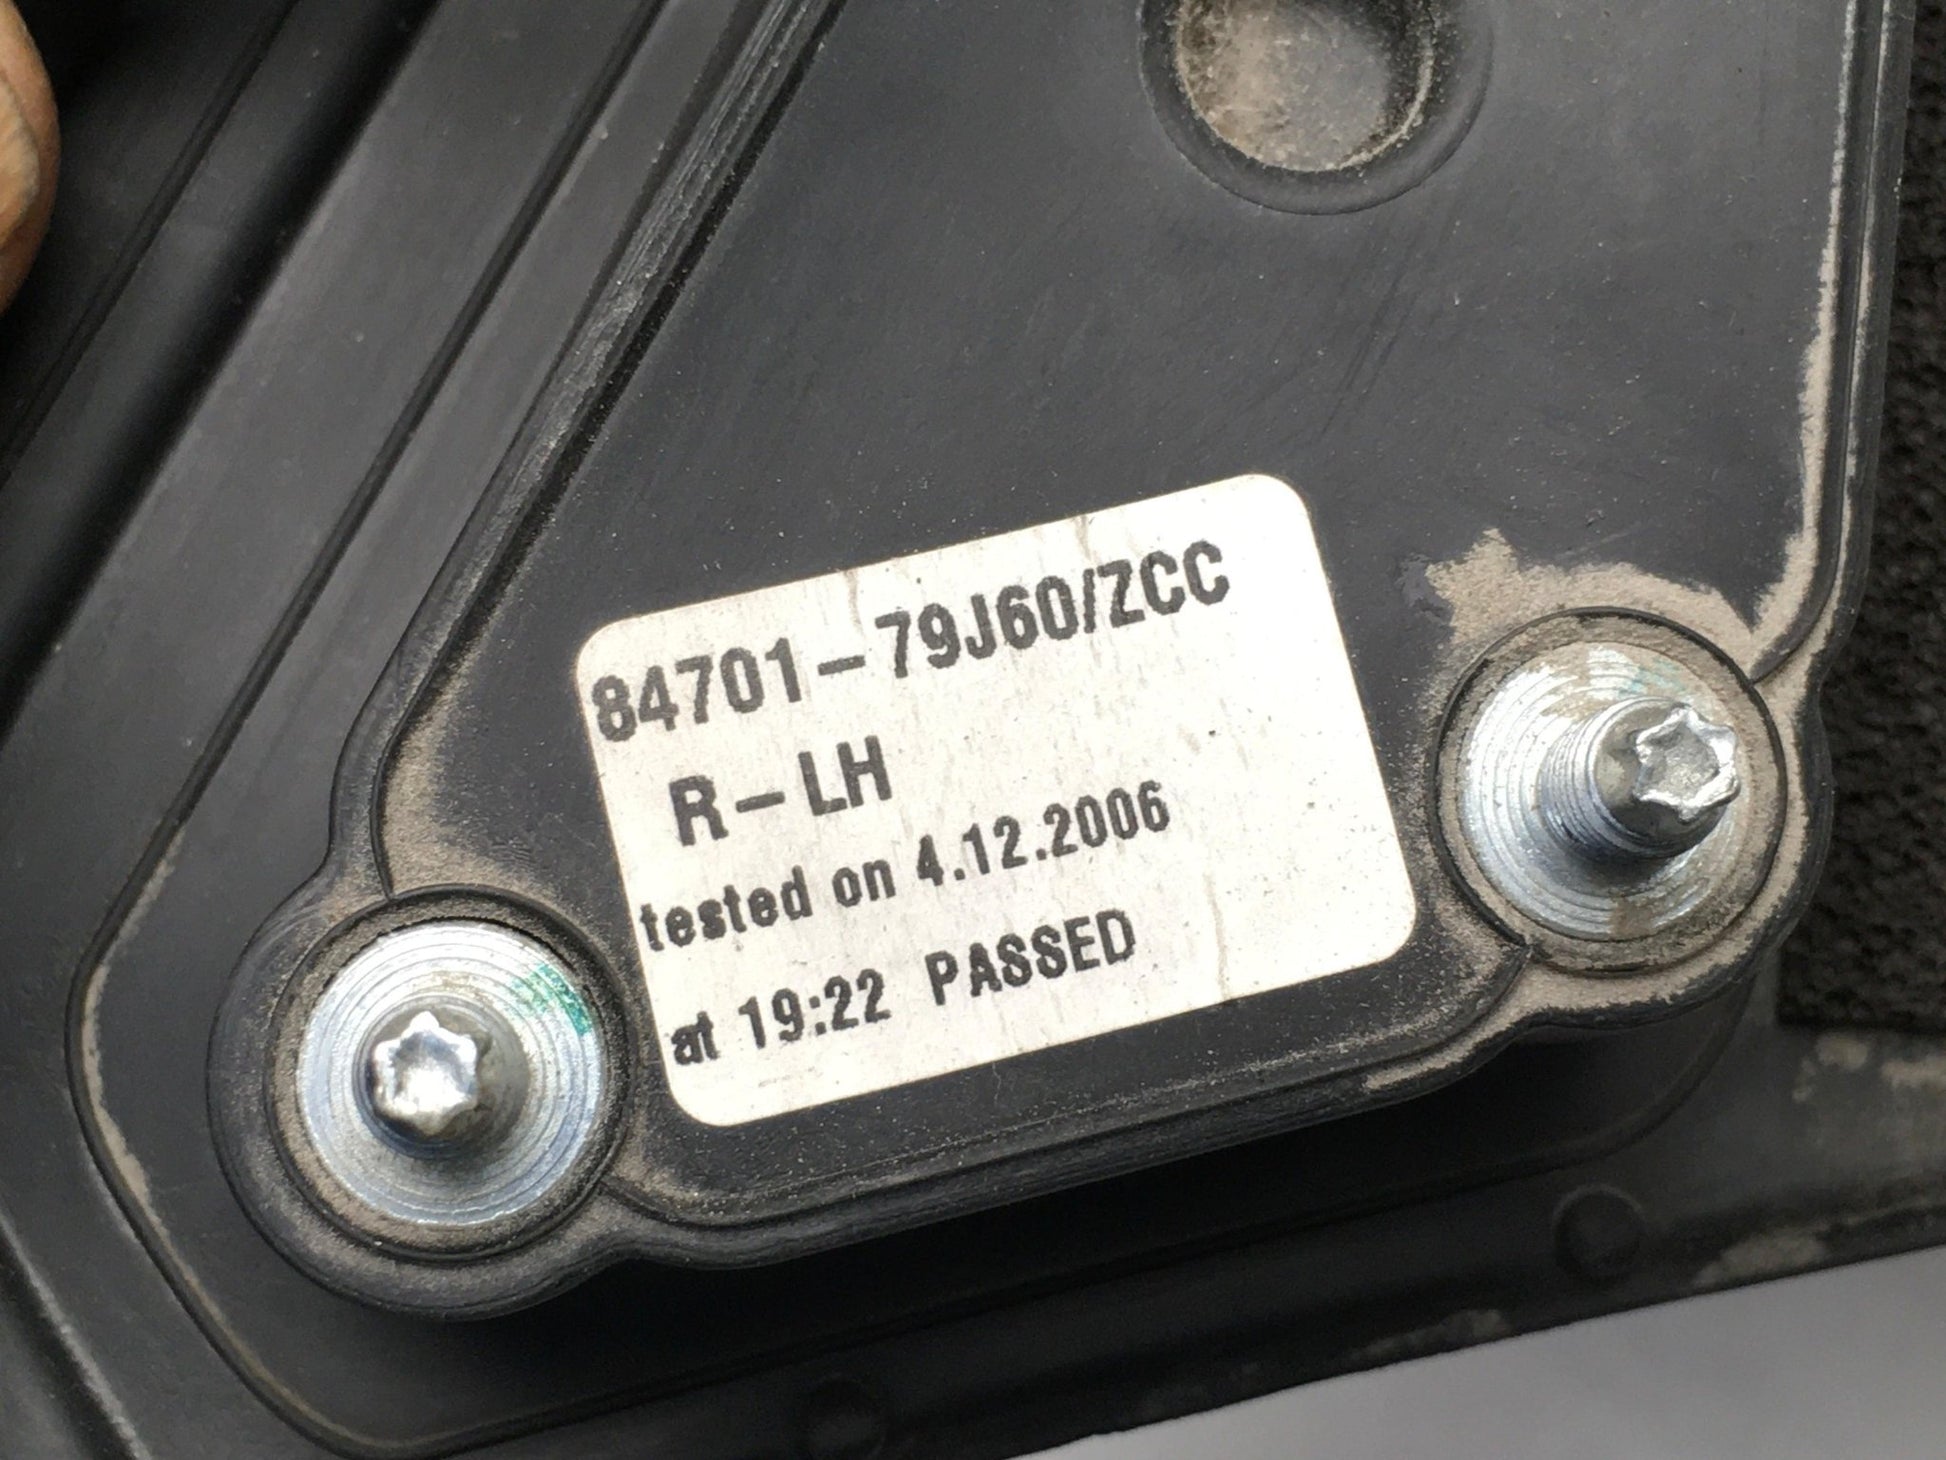 84701-79J60/ZCC
R-LH
tested on 4.12.2006
at 19:22 PASSED